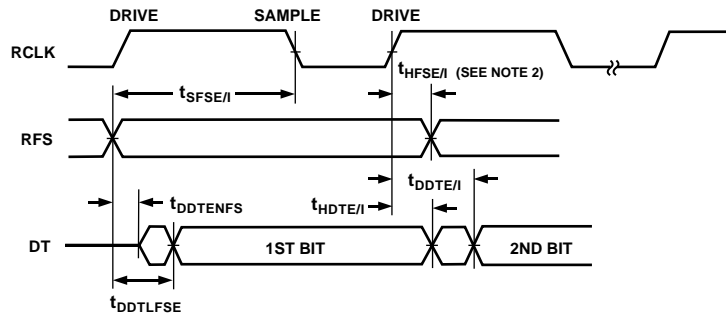 DRIVE SAMPLE DRIVE
RCLK
tHFSE/I (SEE NOTE 2)
tSFSE/I
RFS
tDDTE/I
tDDTENFS
tHDTE/I
DT 1ST BIT 2ND BIT
tDDTLFSE